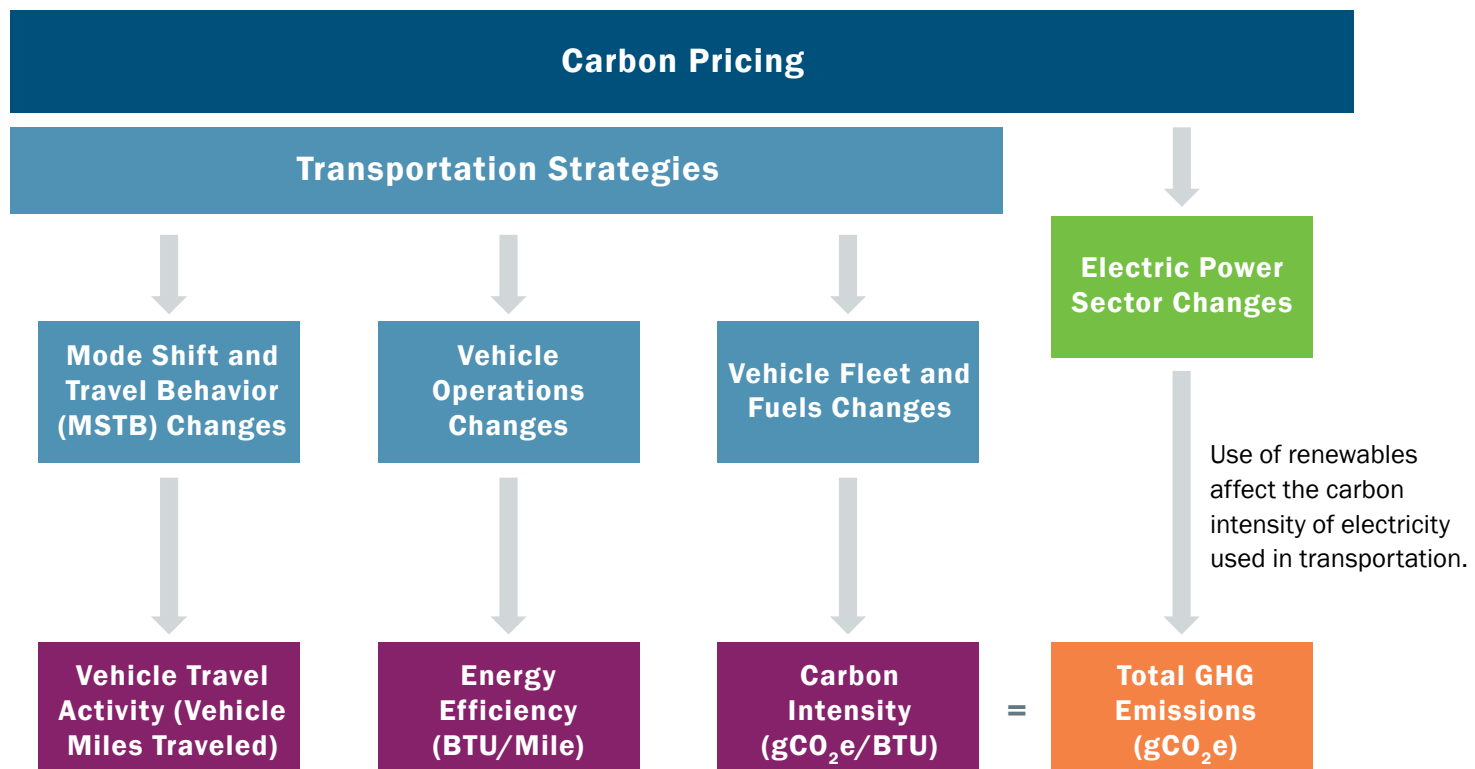 Carbon Pricing
Transportation Strategies
Electric Power
Sector Changes
Mode Shift and
Travel Behavior
(MSTB) Changes
Vehicle
Operations
Changes
Vehicle Fleet and
Fuels Changes
Use of renewables
affect the carbon
intensity of electricity
used in transportation.
Vehicle Travel
Activity (Vehicle
Miles Traveled)
Energy
Efficiency
(BTU/Mile)
Carbon
Intensity
(gCO₂e/BTU)
=
Total GHG
Emissions
(gCO₂e)